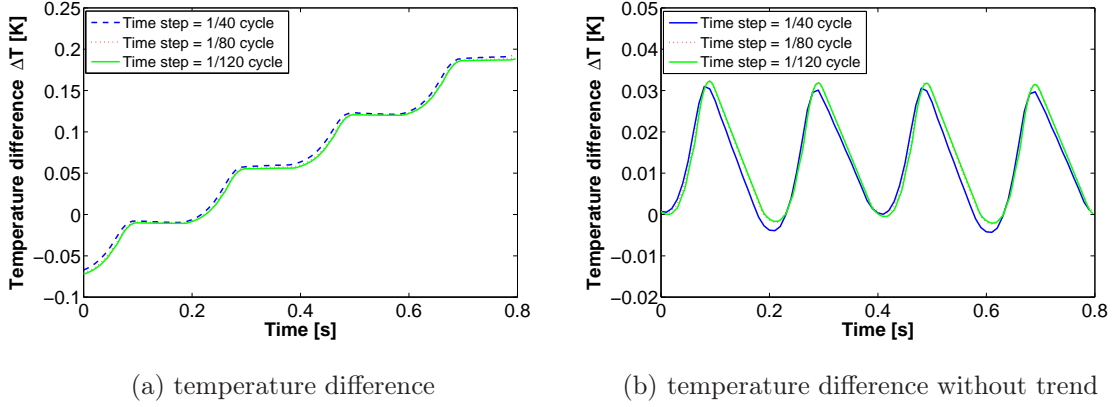 Temperature difference ΔT [K]
0.25
0.20
0.15
0.1
0.05
0
−0.05
−0.1
Time step = 1/40 cycle
Time step = 1/80 cycle
Time step = 1/120 cycle
0 0.2 0.4 0.6 0.8
Time [s]
(a) temperature difference
Temperature difference ΔT [K]
0.05
0.04
0.03
0.02
0.01
0
−0.01
−0.02
Time step = 1/40 cycle
Time step = 1/80 cycle
Time step = 1/120 cycle
0 0.2 0.4 0.6 0.8
Time [s]
(b) temperature difference without trend